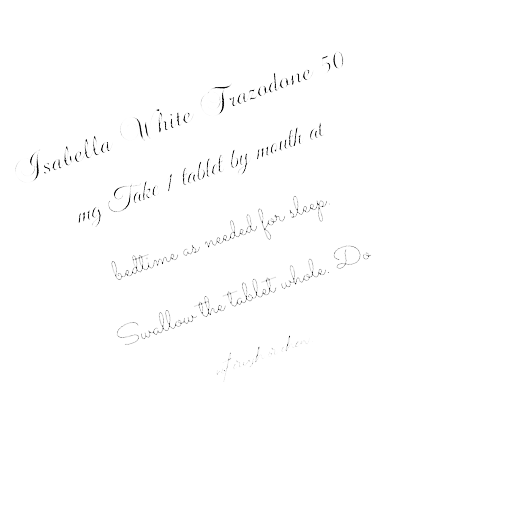 Isabella White Trazodone 50
mg Take 1 tablet by mouth at
bedtime as needed for sleep.
Swallow the tablet whole. Do